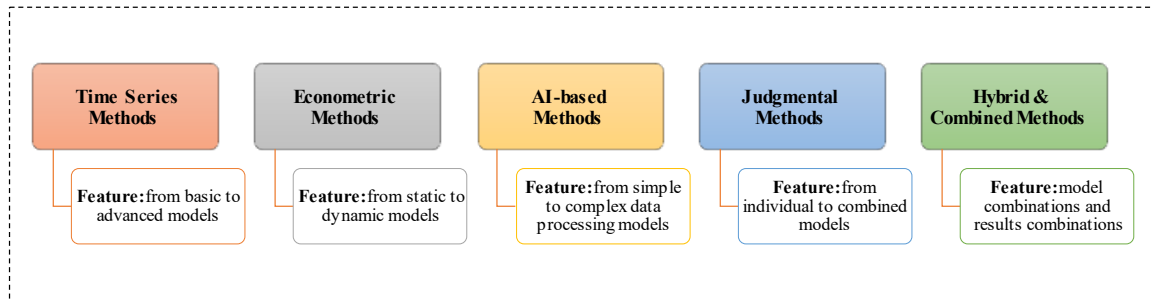 Time Series
Methods
Econometric
Methods
AI-based
Methods
Judgmental
Methods
Hybrid &
Combined Methods
Feature:from basic to
advanced models
Feature:from static to
dynamic models
Feature:from simple
to complex data
processing models
Feature:from
individual to combined
models
Feature:model
combinations and
results combinations